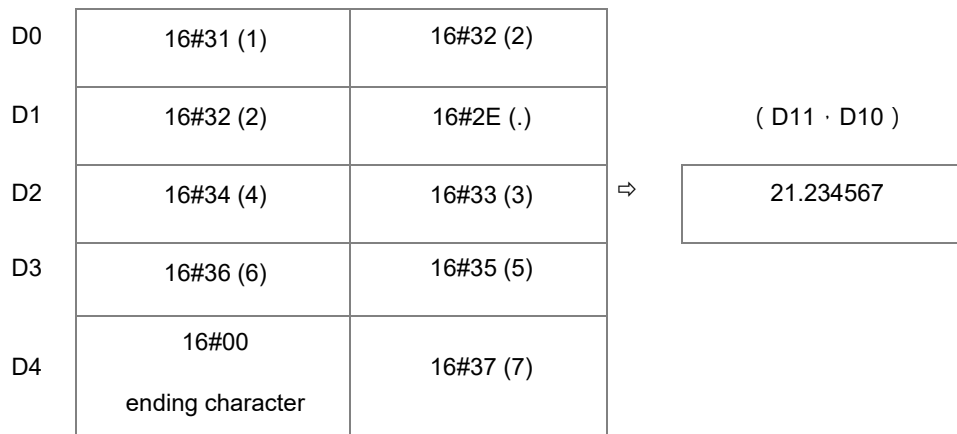 D0 16#31 (1) 16#32 (2)
D1 16#32 (2) 16#2E (.) ( D11 · D10 )
D2 16#34 (4) 16#33 (3) ⇨ 21.234567
D3 16#36 (6) 16#35 (5)
D4 16#00 16#37 (7)
ending character